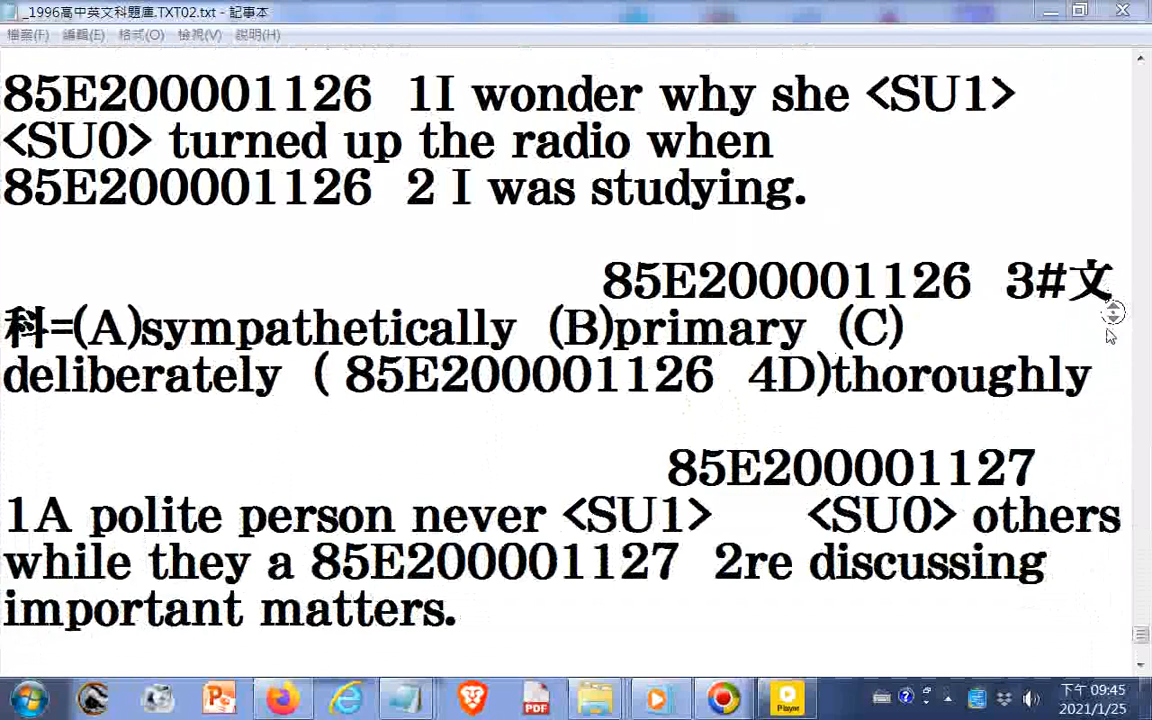 _1996高中英文科題庫.TXT02.txt - 記事本
檔案(F) 編輯(E) 格式(O) 檢視(V) 說明(H)
85E200001126 1I wonder why she <SU1>
<SU0> turned up the radio when
85E200001126 2 I was studying.
85E200001126 3#文
科=(A)sympathetically (B)primary (C)
deliberately ( 85E200001126 4D)thoroughly
85E200001127
1A polite person never <SU1> <SU0> others
while they a 85E200001127 2re discussing
important matters.
PDF
Player
下午 09:45
2021/1/25